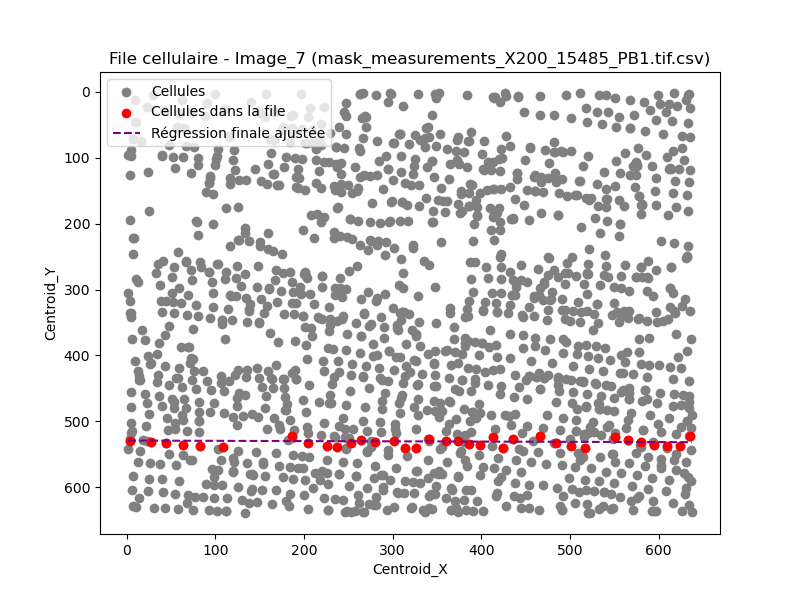 File cellulaire - Image_7 (mask_measurements_X200_15485_PB1.tif.csv)
Cellules
Cellules dans la file
Régression finale ajustée
Centroid_Y
0
100
200
300
400
500
600
0 100 200 300 400 500 600
Centroid_X